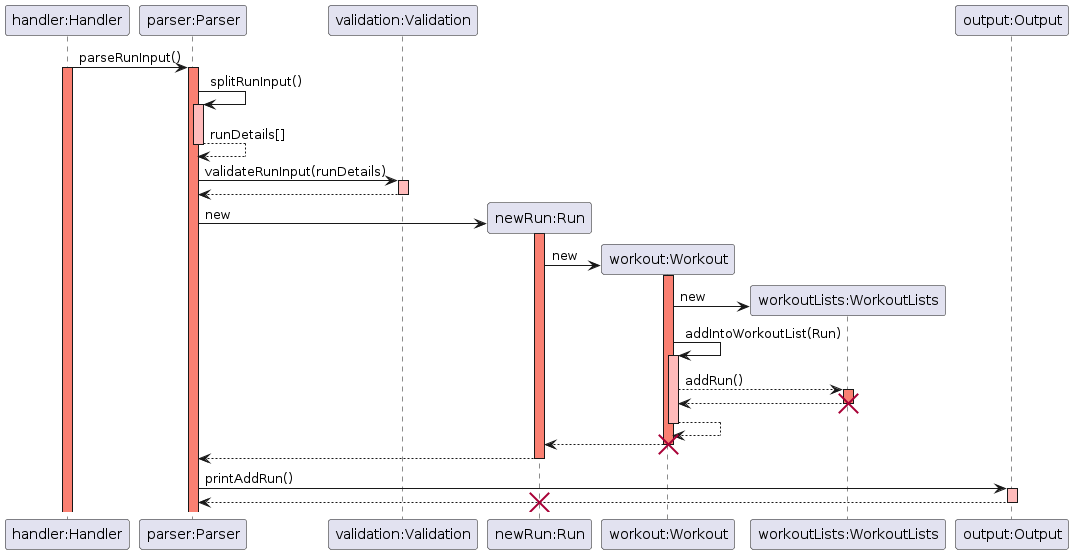 handler:Handler
parser:Parser
validation:Validation
output:Output
parseRunInput()
splitRunInput()
runDetails[]
validateRunInput(runDetails)
new
newRun:Run
new
workout:Workout
new
workoutLists:WorkoutLists
addIntoWorkoutList(Run)
addRun()
printAddRun()
handler:Handler
parser:Parser
validation:Validation
newRun:Run
workout:Workout
workoutLists:WorkoutLists
output:Output